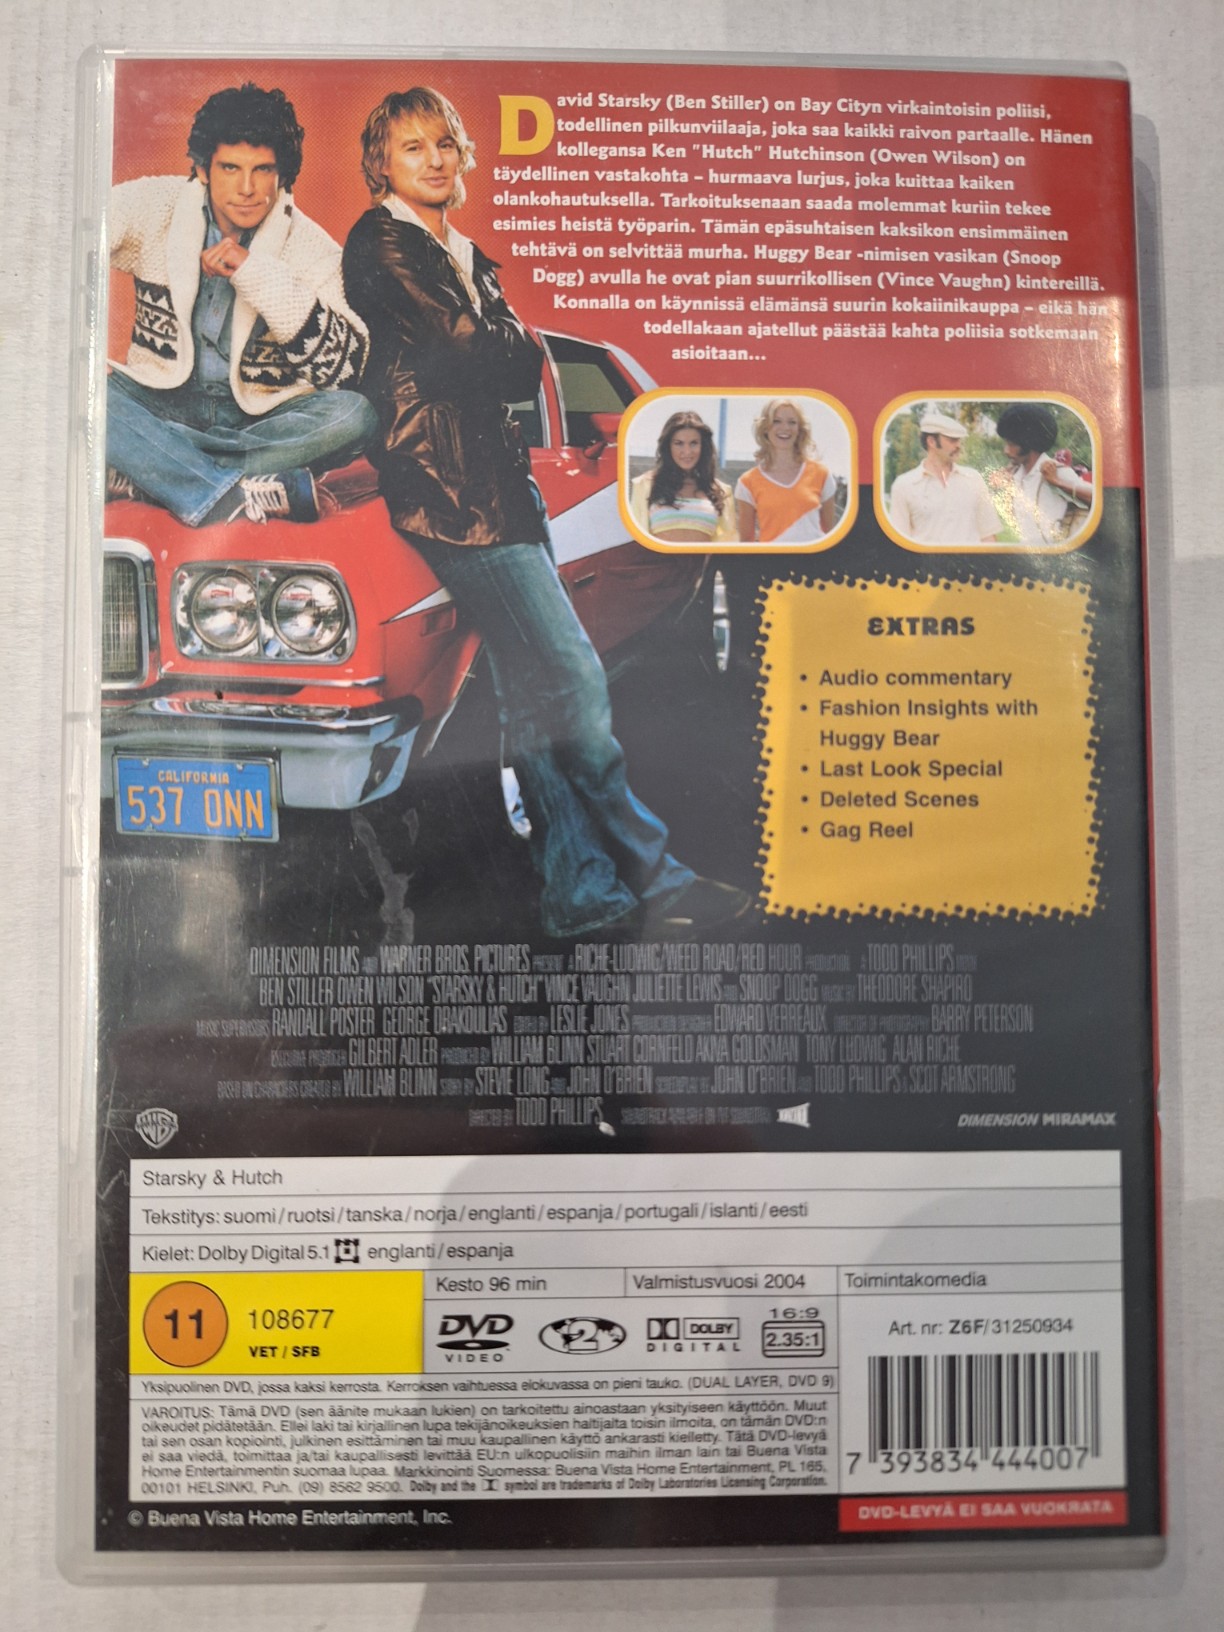 David Starsky (Ben Stiller) on Bay Cityn virkaintoisin poliisi,
todellinen pilkunviilaaja, joka saa kaikki raivon partaalle. Hänen
kollegansa Ken "Hutch" Hutchinson (Owen Wilson) on
täydellinen vastakohta – hurmaava lurjus, joka kuittaa kaiken
olankohautuksella. Tarkoituksenaan saada molemmat kuriin tekee
esimies heistä työparin. Tämän epäsuhtaisen kaksikon ensimmäinen
tehtävä on selvittää murha. Huggy Bear -nimisen vasikan (Snoop
Dogg) avulla he ovat pian suurrikollisen (Vince Vaughn) kintereillä.
Konnalla on käynnissä elämänsä suurin kokaiinikauppa – eikä hän
todellakaan ajatellut päästää kahta poliisia sotkemaan
asioitaan...
EXTRAS
• Audio commentary
• Fashion Insights with
Huggy Bear
• Last Look Special
• Deleted Scenes
• Gag Reel
CALIFORNIA
537 ONN
DIMENSION FILMS AND WARNER BROS. PICTURES PRESENT A RICHE-LUDWIG/WEED ROAD/RED HOUR PRODUCTION A TODD PHILLIPS
BEN STILLER OWEN WILSON "STARSKY & HUTCH" VINCE VAUGHN JULIETTE LEWIS AND SNOOP DOGG MUSIC BY THEODORE SHAPIRO
MUSIC SUPERVISORS RANDALL POSTER GEORGE DRAKOULIAS EDITED BY LESLIE JONES PRODUCTION DESIGNER EDWARD VERREAUX DIRECTOR OF PHOTOGRAPHY BARRY PETERSON
EXECUTIVE PRODUCER GILBERT ADLER PRODUCED BY WILLIAM BLINN STUART CORNFELD AKIVA GOLDSMAN TONY LUDWIG ALAN RICHE
BASED ON CHARACTERS CREATED BY WILLIAM BLINN STORY BY STEVIE LONG AND JOHN O'BRIEN SCREENPLAY BY JOHN O'BRIEN AND TODD PHILLIPS & SCOT ARMSTRONG
DIRECTED BY TODD PHILLIPS SOUNDTRACK AVAILABLE ON TVT SOUNDTRAX
DIMENSION MIRAMAX
Starsky & Hutch
Tekstitys: suomi/ruotsi/tanska/norja/englanti/espanja/portugali/islanti/eesti
Kielet: Dolby Digital 5.1 englanti/espanja
11 108677
VET / SFB
Kesto 96 min
Valmistusvuosi 2004
Toimintakomedia
DVD
VIDEO
2
DOLBY
DIGITAL
16:9
2.35:1
Art. nr: Z6F/31250934
Yksipuolinen DVD, jossa kaksi kerrosta. Kerroksen vaihtuessa elokuvassa on pieni tauko. (DUAL LAYER, DVD 9)
VAROITUS: Tämä DVD (sen äänite mukaan lukien) on tarkoitettu ainoastaan yksityiseen käyttöön. Muut
oikeudet pidätetään. Ellei laki tai kirjallinen lupa tekijänoikeuksien haltijalta toisin ilmoita, on tämän DVD:n
tai sen osan kopiointi, julkinen esittäminen tai muu kaupallinen käyttö ankarasti kielletty. Tätä DVD-levyä
ei saa viedä, toimittaa ja/tai kaupallisesti levittää EU:n ulkopuolisiin maihin ilman lain tai Buena Vista
Home Entertainmentin suomaa lupaa. Markkinointi Suomessa: Buena Vista Home Entertainment, PL 165,
00101 HELSINKI, Puh. (09) 8562 9500. Dolby and the symbol are trademarks of Dolby Laboratories Licensing Corporation.
7 393834 444007
© Buena Vista Home Entertainment, Inc.
DVD-LEVYÄ EI SAA VUOKRATA